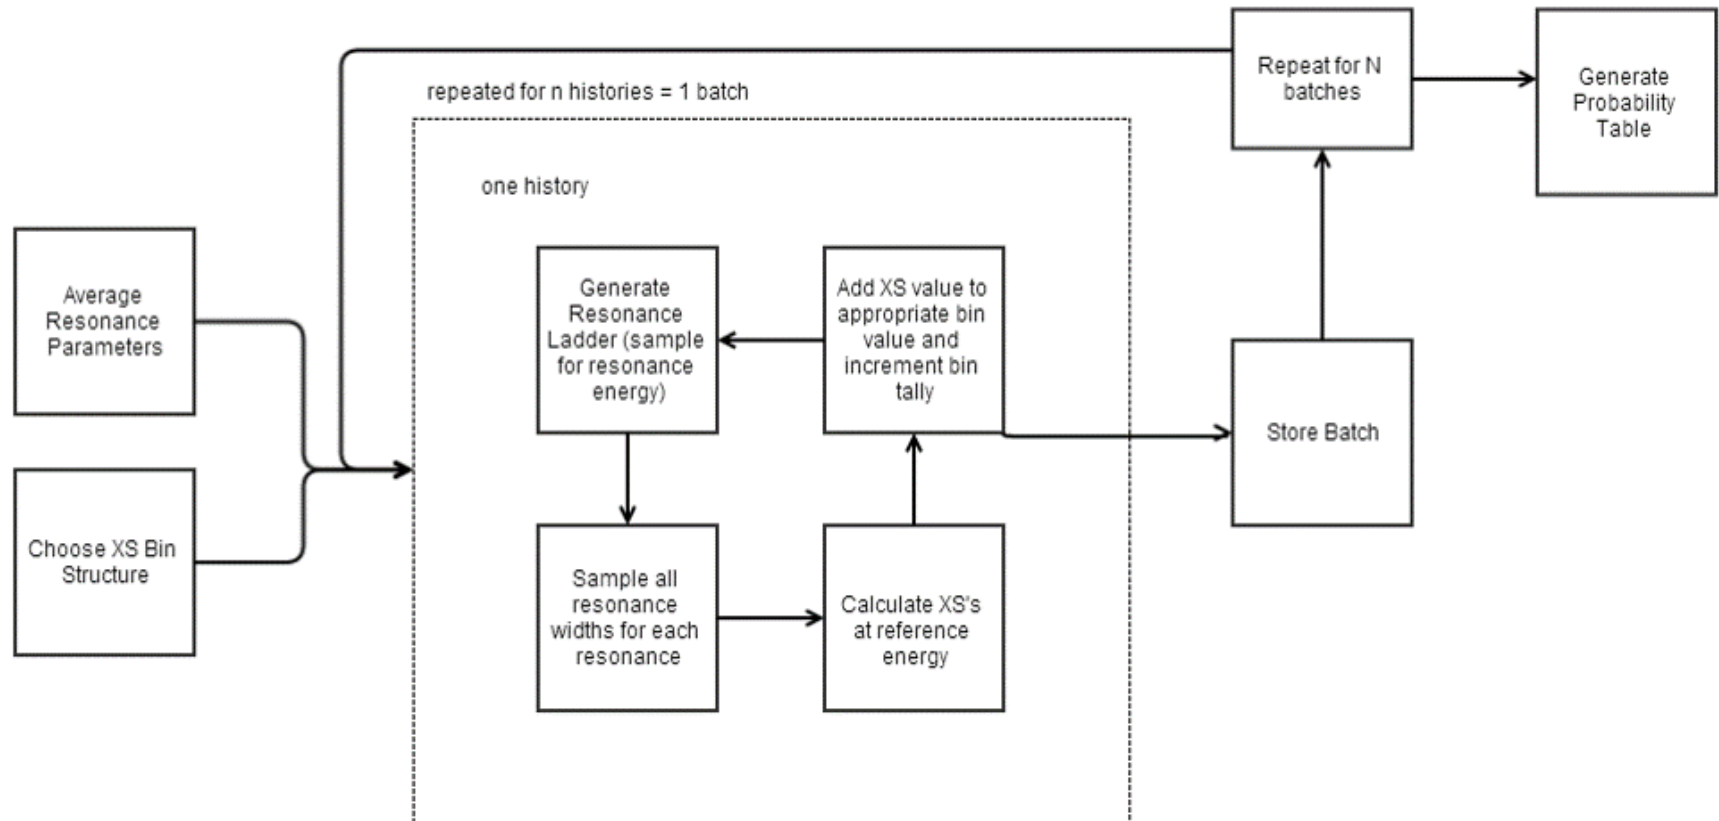 Repeat for N
batches
Generate
Probability
Table
repeated for n histories = 1 batch
one history
Average
Resonance
Parameters
Choose XS Bin
Structure
Generate
Resonance
Ladder (sample
for resonance
energy)
Add XS value to
appropriate bin
value and
increment bin
tally
Sample all
resonance
widths for each
resonance
Calculate XS's
at reference
energy
Store Batch